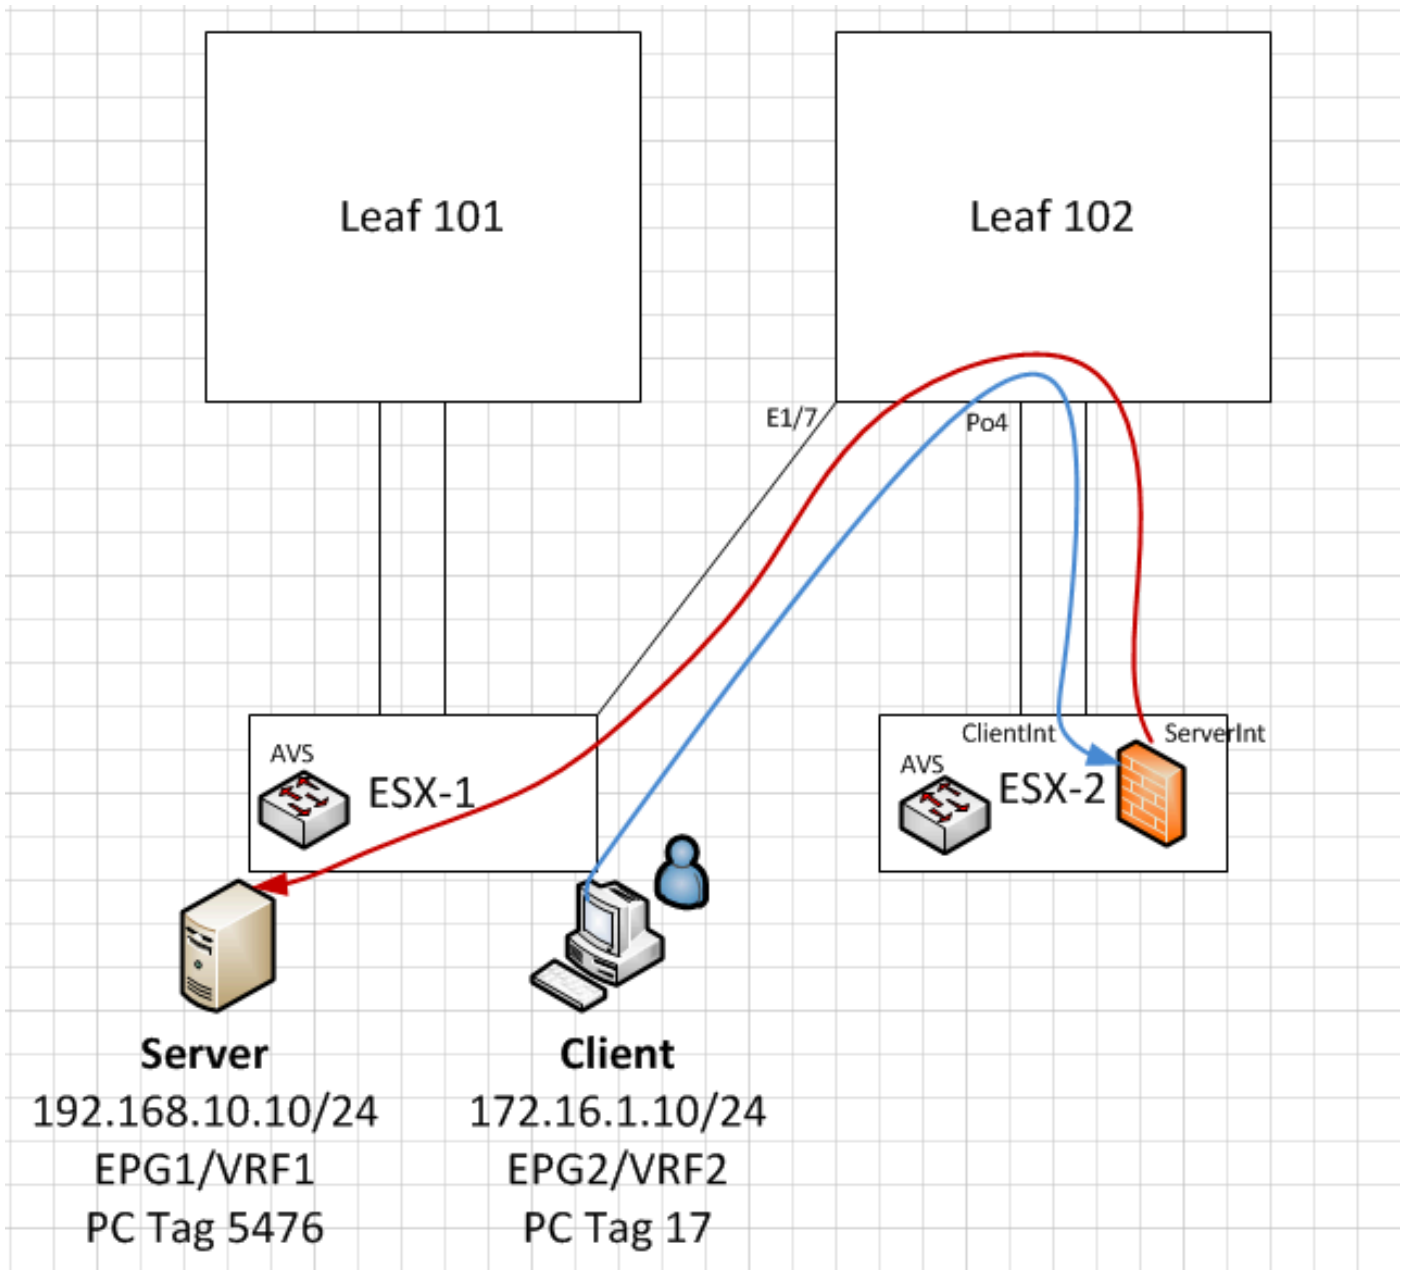 Leaf 101
Leaf 102
E1/7
Po4
AVS
ESX-1
ClientInt
ServerInt
AVS
ESX-2
Server
192.168.10.10/24
EPG1/VRF1
PC Tag 5476
Client
172.16.1.10/24
EPG2/VRF2
PC Tag 17